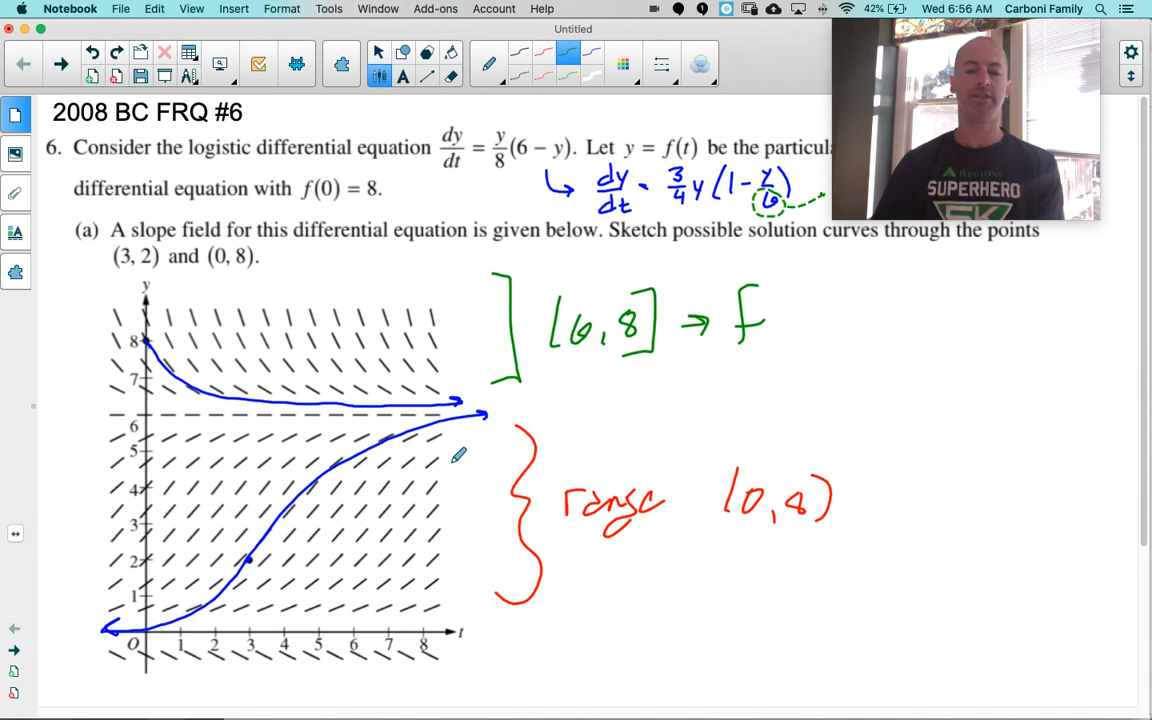 Notebook File Edit View Insert Format Tools Window Add-ons Account Help 42% Wed 6:56 AM Carboni Family
Untitled
2008 BC FRQ #6
6. Consider the logistic differential equation dy/dt = y/8 (6 − y). Let y = f(t) be the particul
differential equation with f(0) = 8.
dy/dt = 3/4 y (1 - y/6)
REGIONS
SUPERHERO
5K
(a) A slope field for this differential equation is given below. Sketch possible solution curves through the points
(3, 2) and (0, 8).
y
8
7
6
5
4
3
2
1
O 1 2 3 4 5 6 7 8 t
] [6, 8] → f
} range (0, 8)